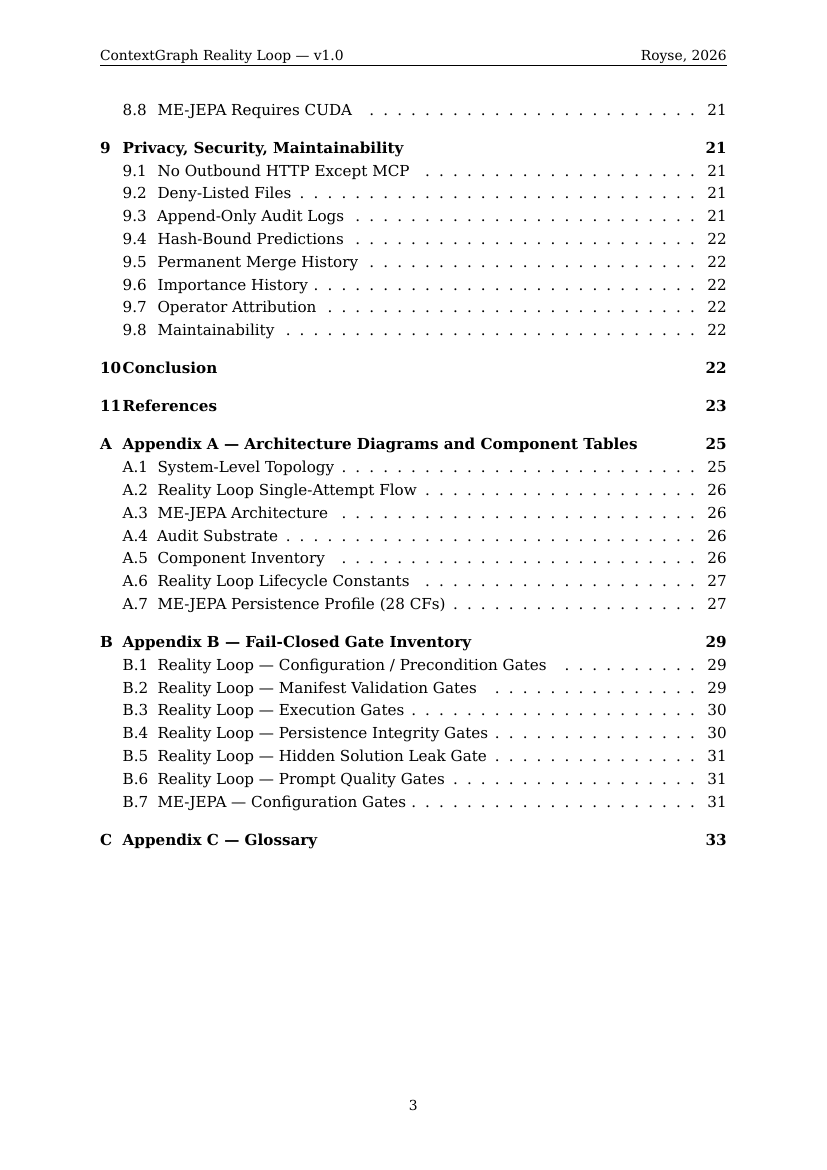 ContextGraph Reality Loop — v1.0 Royse, 2026
8.8 ME-JEPA Requires CUDA . . . . . . . . . . . . . . . . . . . . . . . . 21
9 Privacy, Security, Maintainability 21
9.1 No Outbound HTTP Except MCP . . . . . . . . . . . . . . . . . . . . 21
9.2 Deny-Listed Files . . . . . . . . . . . . . . . . . . . . . . . . . . . . . 21
9.3 Append-Only Audit Logs . . . . . . . . . . . . . . . . . . . . . . . . . 21
9.4 Hash-Bound Predictions . . . . . . . . . . . . . . . . . . . . . . . . . 22
9.5 Permanent Merge History . . . . . . . . . . . . . . . . . . . . . . . . 22
9.6 Importance History . . . . . . . . . . . . . . . . . . . . . . . . . . . . 22
9.7 Operator Attribution . . . . . . . . . . . . . . . . . . . . . . . . . . . 22
9.8 Maintainability . . . . . . . . . . . . . . . . . . . . . . . . . . . . . . 22
10 Conclusion 22
11 References 23
A Appendix A — Architecture Diagrams and Component Tables 25
A.1 System-Level Topology . . . . . . . . . . . . . . . . . . . . . . . . . . 25
A.2 Reality Loop Single-Attempt Flow . . . . . . . . . . . . . . . . . . . . 26
A.3 ME-JEPA Architecture . . . . . . . . . . . . . . . . . . . . . . . . . . 26
A.4 Audit Substrate . . . . . . . . . . . . . . . . . . . . . . . . . . . . . . 26
A.5 Component Inventory . . . . . . . . . . . . . . . . . . . . . . . . . . 26
A.6 Reality Loop Lifecycle Constants . . . . . . . . . . . . . . . . . . . . 27
A.7 ME-JEPA Persistence Profile (28 CFs) . . . . . . . . . . . . . . . . . . 27
B Appendix B — Fail-Closed Gate Inventory 29
B.1 Reality Loop — Configuration / Precondition Gates . . . . . . . . . . 29
B.2 Reality Loop — Manifest Validation Gates . . . . . . . . . . . . . . . 29
B.3 Reality Loop — Execution Gates . . . . . . . . . . . . . . . . . . . . . 30
B.4 Reality Loop — Persistence Integrity Gates . . . . . . . . . . . . . . . 30
B.5 Reality Loop — Hidden Solution Leak Gate . . . . . . . . . . . . . . . 31
B.6 Reality Loop — Prompt Quality Gates . . . . . . . . . . . . . . . . . . 31
B.7 ME-JEPA — Configuration Gates . . . . . . . . . . . . . . . . . . . . . 31
C Appendix C — Glossary 33
3